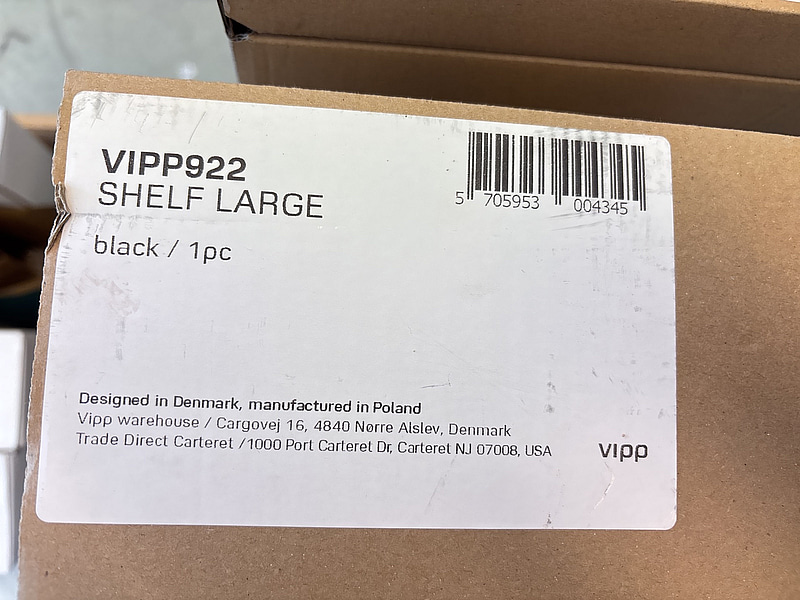 VIPP922
SHELF LARGE
black / 1pc
5 705953 004345
Designed in Denmark, manufactured in Poland
Vipp warehouse / Cargovej 16, 4840 Nørre Alslev, Denmark
Trade Direct Carteret /1000 Port Carteret Dr, Carteret NJ 07008, USA
vipp